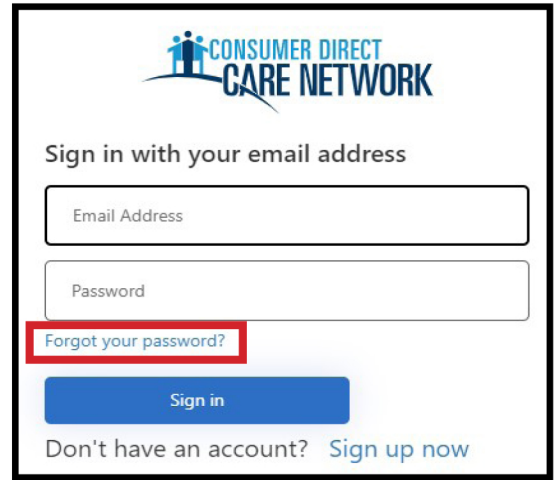 CONSUMER DIRECT
CARE NETWORK
Sign in with your email address
Email Address
Password
Forgot your password?
Sign in
Don't have an account? Sign up now